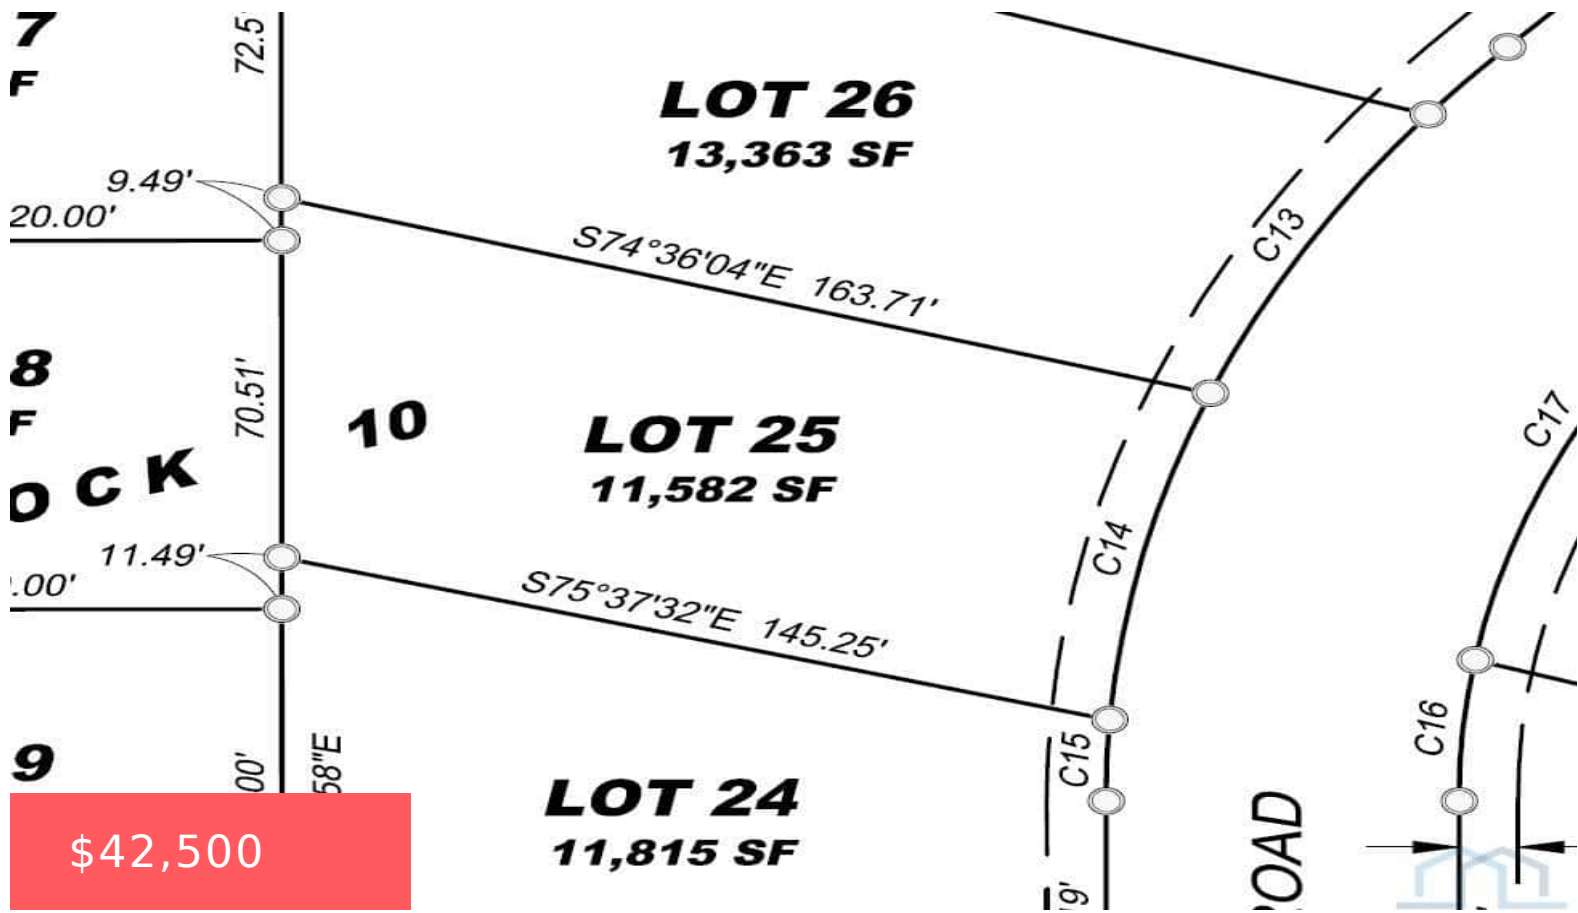 7
F
72.5'
LOT 26
13,363 SF
9.49'
20.00'
S74°36'04"E 163.71'
C13
8
F
70.51'
10
LOT 25
11,582 SF
OCK
C17
C14
11.49'
.00'
S75°37'32"E 145.25'
C16
C15
9
00'
58"E
LOT 24
11,815 SF
ROAD
9'
$42,500